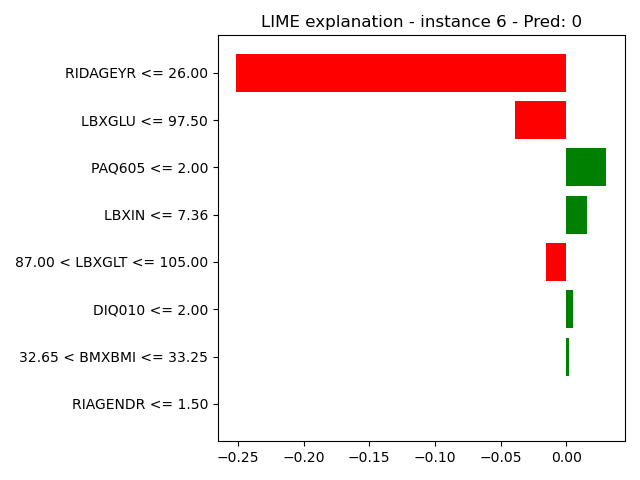 LIME explanation - instance 6 - Pred: 0
RIDAGEYR <= 26.00
LBXGLU <= 97.50
PAQ605 <= 2.00
LBXIN <= 7.36
87.00 < LBXGLT <= 105.00
DIQ010 <= 2.00
32.65 < BMXBMI <= 33.25
RIAGENDR <= 1.50
−0.25 −0.20 −0.15 −0.10 −0.05 0.00